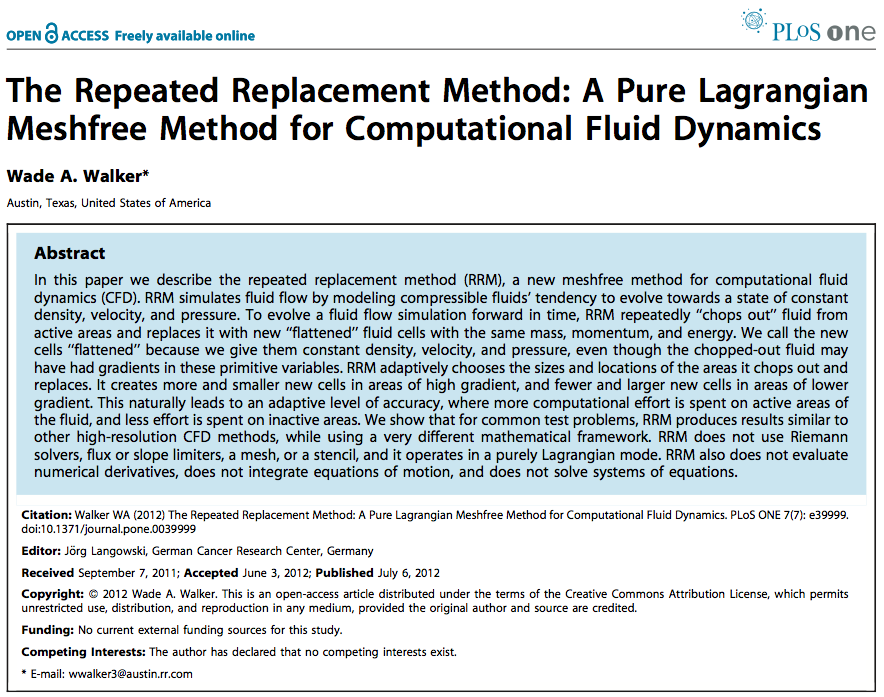 OPEN ACCESS Freely available online
PLoS one
The Repeated Replacement Method: A Pure Lagrangian
Meshfree Method for Computational Fluid Dynamics
Wade A. Walker*
Austin, Texas, United States of America
Abstract
In this paper we describe the repeated replacement method (RRM), a new meshfree method for computational fluid
dynamics (CFD). RRM simulates fluid flow by modeling compressible fluids’ tendency to evolve towards a state of constant
density, velocity, and pressure. To evolve a fluid flow simulation forward in time, RRM repeatedly “chops out” fluid from
active areas and replaces it with new “flattened” fluid cells with the same mass, momentum, and energy. We call the new
cells “flattened” because we give them constant density, velocity, and pressure, even though the chopped-out fluid may
have had gradients in these primitive variables. RRM adaptively chooses the sizes and locations of the areas it chops out and
replaces. It creates more and smaller new cells in areas of high gradient, and fewer and larger new cells in areas of lower
gradient. This naturally leads to an adaptive level of accuracy, where more computational effort is spent on active areas of
the fluid, and less effort is spent on inactive areas. We show that for common test problems, RRM produces results similar to
other high-resolution CFD methods, while using a very different mathematical framework. RRM does not use Riemann
solvers, flux or slope limiters, a mesh, or a stencil, and it operates in a purely Lagrangian mode. RRM also does not evaluate
numerical derivatives, does not integrate equations of motion, and does not solve systems of equations.
Citation: Walker WA (2012) The Repeated Replacement Method: A Pure Lagrangian Meshfree Method for Computational Fluid Dynamics. PLoS ONE 7(7): e39999.
doi:10.1371/journal.pone.0039999
Editor: Jörg Langowski, German Cancer Research Center, Germany
Received September 7, 2011; Accepted June 3, 2012; Published July 6, 2012
Copyright: © 2012 Wade A. Walker. This is an open-access article distributed under the terms of the Creative Commons Attribution License, which permits
unrestricted use, distribution, and reproduction in any medium, provided the original author and source are credited.
Funding: No current external funding sources for this study.
Competing Interests: The author has declared that no competing interests exist.
* E-mail: wwalker3@austin.rr.com